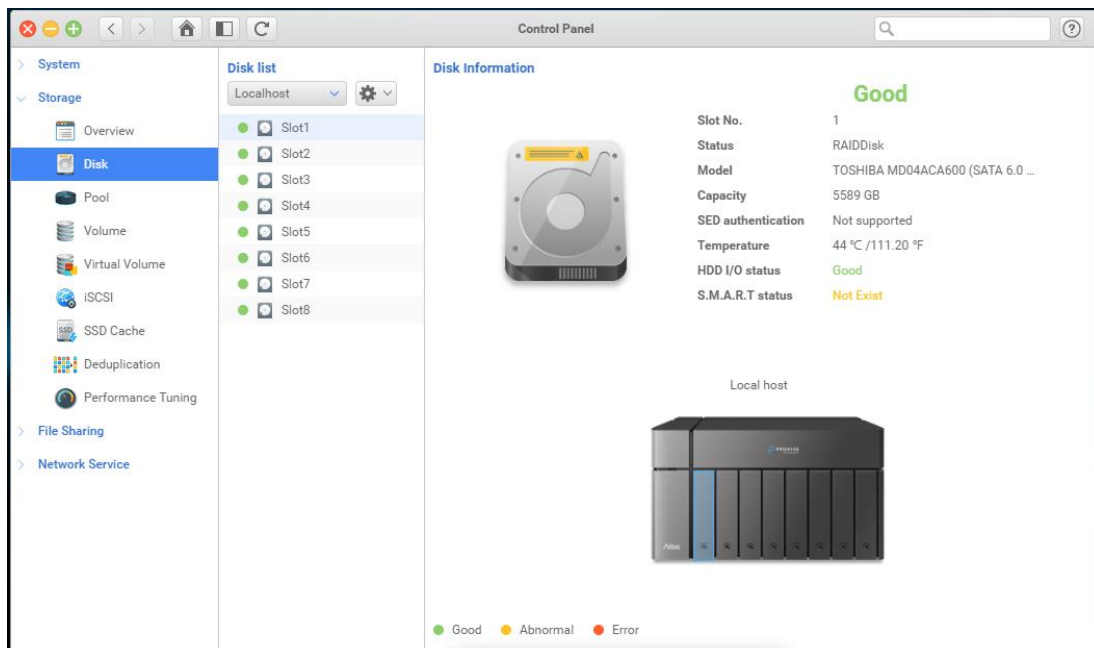 Control Panel
System
Storage
Overview
Disk
Pool
Volume
Virtual Volume
iSCSI
SSD Cache
Deduplication
Performance Tuning
File Sharing
Network Service
Disk list
Localhost
Slot1
Slot2
Slot3
Slot4
Slot5
Slot6
Slot7
Slot8
Disk Information
Good
Slot No. 1
Status RAIDDisk
Model TOSHIBA MD04ACA600 (SATA 6.0 ...
Capacity 5589 GB
SED authentication Not supported
Temperature 44 ℃ /111.20 ℉
HDD I/O status Good
S.M.A.R.T status Not Exist
Local host
PROMISE
Atlas
Good Abnormal Error